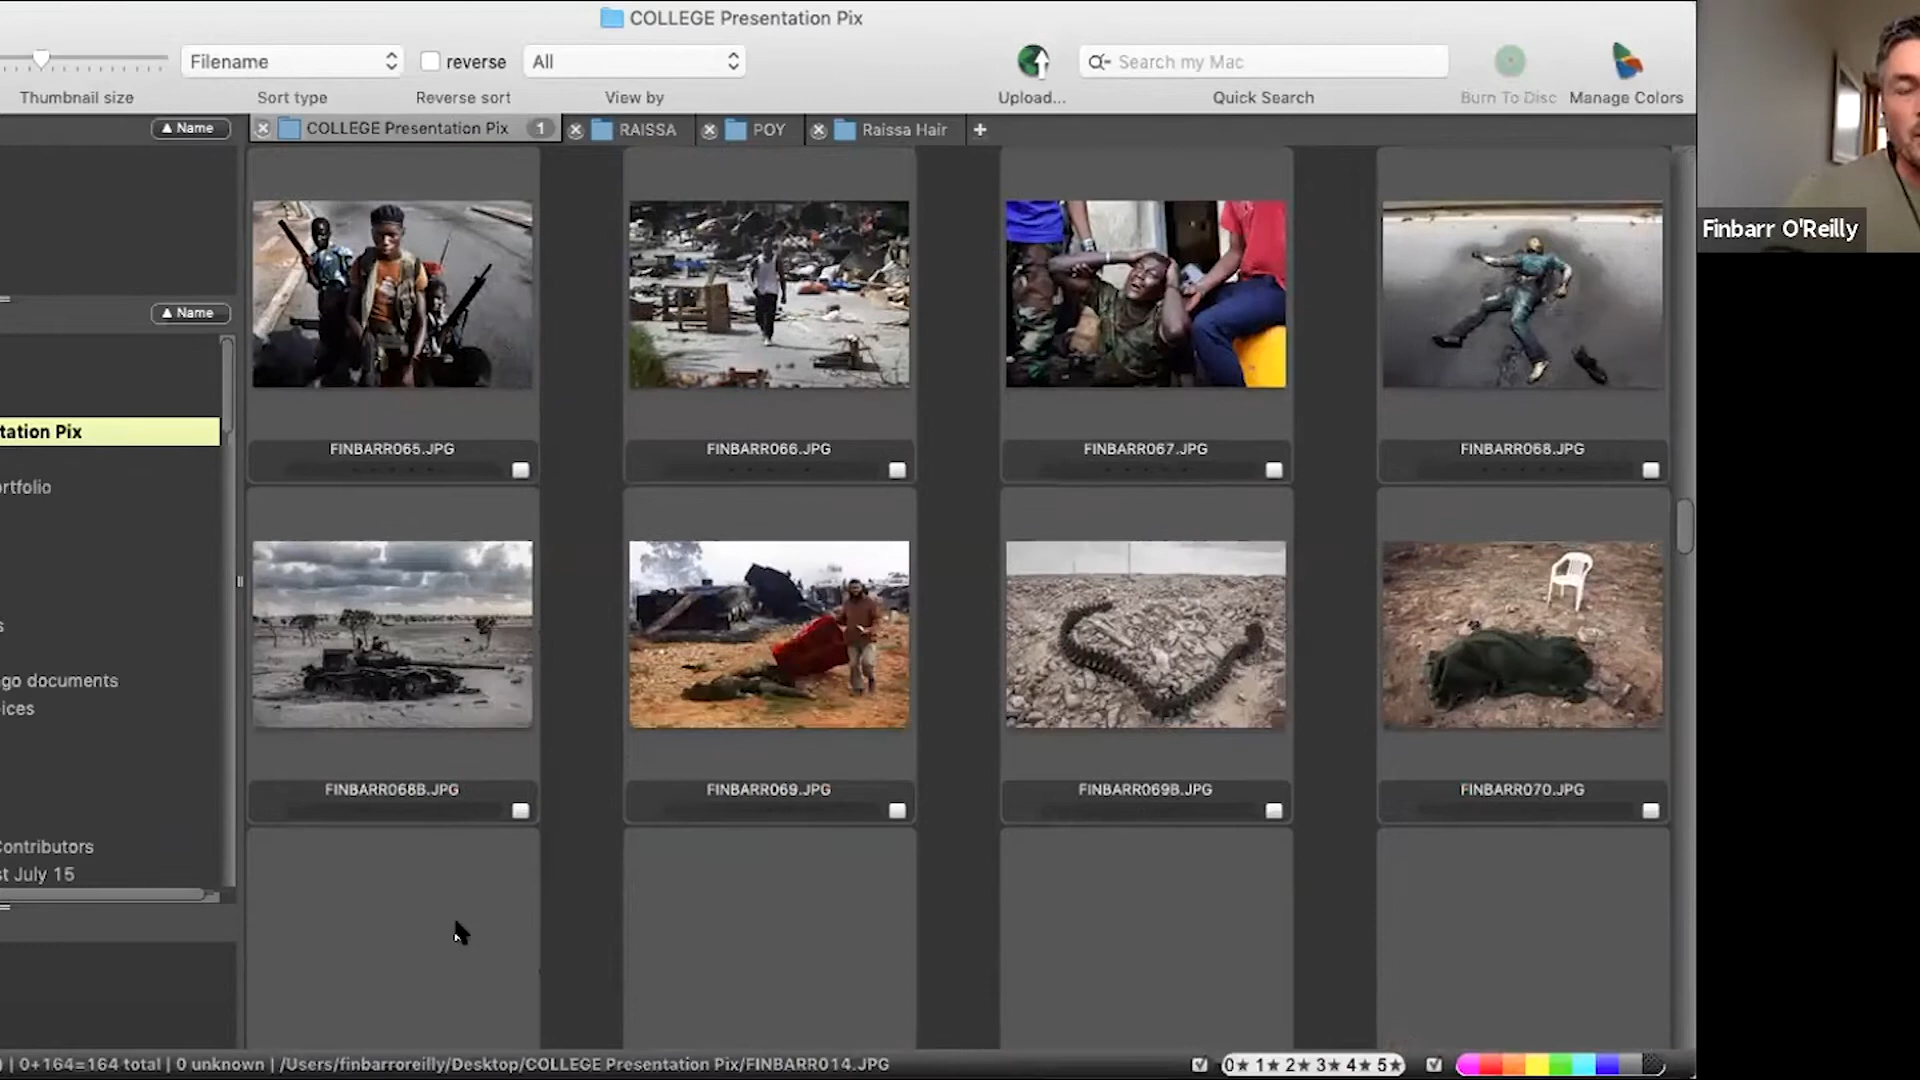 COLLEGE Presentation Pix
Filename
reverse
All
Search my Mac
Thumbnail size
Sort type
Reverse sort
View by
Upload...
Quick Search
Burn To Disc
Manage Colors
▲ Name
COLLEGE Presentation Pix 1
RAISSA
POY
Raissa Hair
+
Finbarr O'Reilly
▲ Name
tation Pix
rtfolio
s
go documents
ices
Contributors
st July 15
FINBARR065.JPG
FINBARR066.JPG
FINBARR067.JPG
FINBARR068.JPG
FINBARR068B.JPG
FINBARR069.JPG
FINBARR069B.JPG
FINBARR070.JPG
) | 0+164=164 total | 0 unknown | /Users/finbarroreilly/Desktop/COLLEGE Presentation Pix/FINBARR014.JPG
0★ 1★ 2★ 3★ 4★ 5★